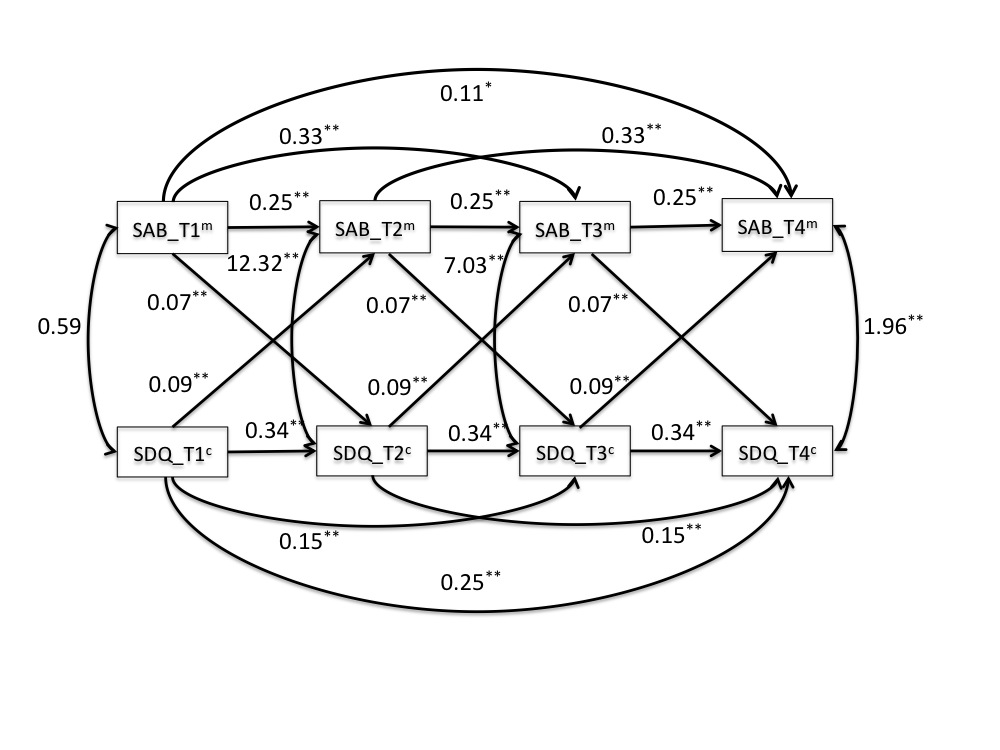 0.11*
0.33** 0.33**
0.25** 0.25** 0.25**
SAB_T1ᵐ SAB_T2ᵐ SAB_T3ᵐ SAB_T4ᵐ
12.32** 7.03**
0.07** 0.07** 0.07**
0.59 1.96**
0.09** 0.09** 0.09**
0.34** 0.34** 0.34**
SDQ_T1ᶜ SDQ_T2ᶜ SDQ_T3ᶜ SDQ_T4ᶜ
0.15** 0.15**
0.25**